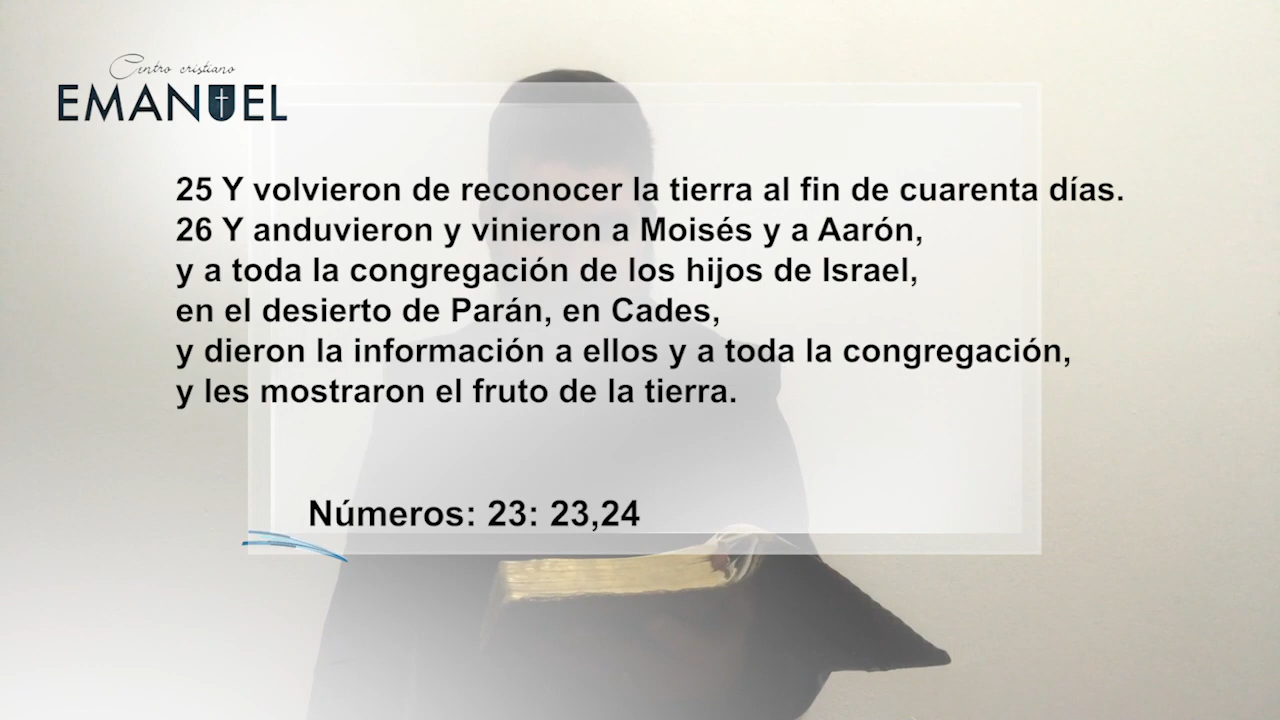 Centro cristiano
EMANUEL
25 Y volvieron de reconocer la tierra al fin de cuarenta días.
26 Y anduvieron y vinieron a Moisés y a Aarón,
y a toda la congregación de los hijos de Israel,
en el desierto de Parán, en Cades,
y dieron la información a ellos y a toda la congregación,
y les mostraron el fruto de la tierra.
Números: 23: 23,24